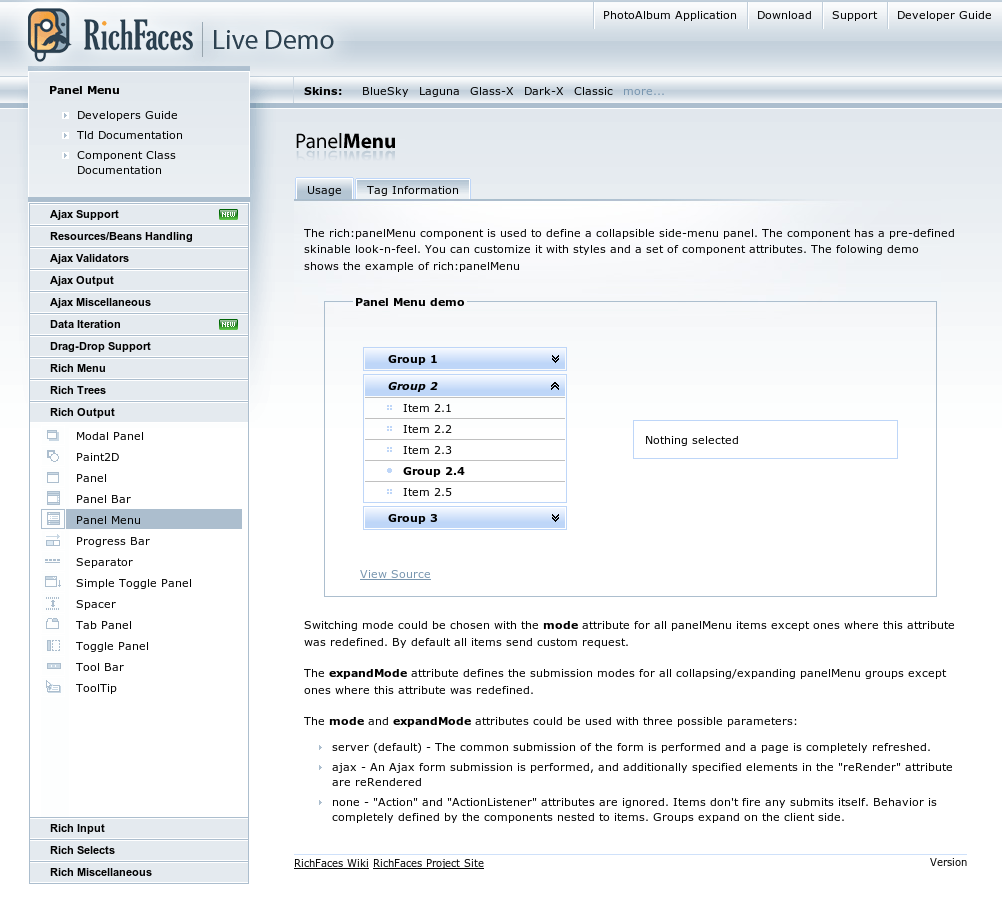 RichFaces Live Demo
PhotoAlbum Application Download Support Developer Guide
Skins: BlueSky Laguna Glass-X Dark-X Classic more...
Panel Menu
Developers Guide
Tld Documentation
Component Class
Documentation
Ajax Support NEW
Resources/Beans Handling
Ajax Validators
Ajax Output
Ajax Miscellaneous
Data Iteration NEW
Drag-Drop Support
Rich Menu
Rich Trees
Rich Output
Modal Panel
Paint2D
Panel
Panel Bar
Panel Menu
Progress Bar
Separator
Simple Toggle Panel
Spacer
Tab Panel
Toggle Panel
Tool Bar
ToolTip
Rich Input
Rich Selects
Rich Miscellaneous
PanelMenu
Usage Tag Information
The rich:panelMenu component is used to define a collapsible side-menu panel. The component has a pre-defined
skinable look-n-feel. You can customize it with styles and a set of component attributes. The folowing demo
shows the example of rich:panelMenu
Panel Menu demo
Group 1
Group 2
Item 2.1
Item 2.2
Item 2.3
Group 2.4
Item 2.5
Group 3
Nothing selected
View Source
Switching mode could be chosen with the mode attribute for all panelMenu items except ones where this attribute
was redefined. By default all items send custom request.
The expandMode attribute defines the submission modes for all collapsing/expanding panelMenu groups except
ones where this attribute was redefined.
The mode and expandMode attributes could be used with three possible parameters:
server (default) - The common submission of the form is performed and a page is completely refreshed.
ajax - An Ajax form submission is performed, and additionally specified elements in the "reRender" attribute
are reRendered
none - "Action" and "ActionListener" attributes are ignored. Items don't fire any submits itself. Behavior is
completely defined by the components nested to items. Groups expand on the client side.
RichFaces Wiki RichFaces Project Site Version